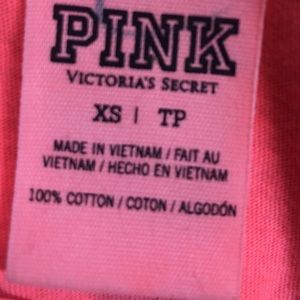 PINK
VICTORIA'S SECRET
XS | TP
MADE IN VIETNAM / FAIT AU
VIETNAM / HECHO EN VIETNAM
100% COTTON / COTON / ALGODÓN